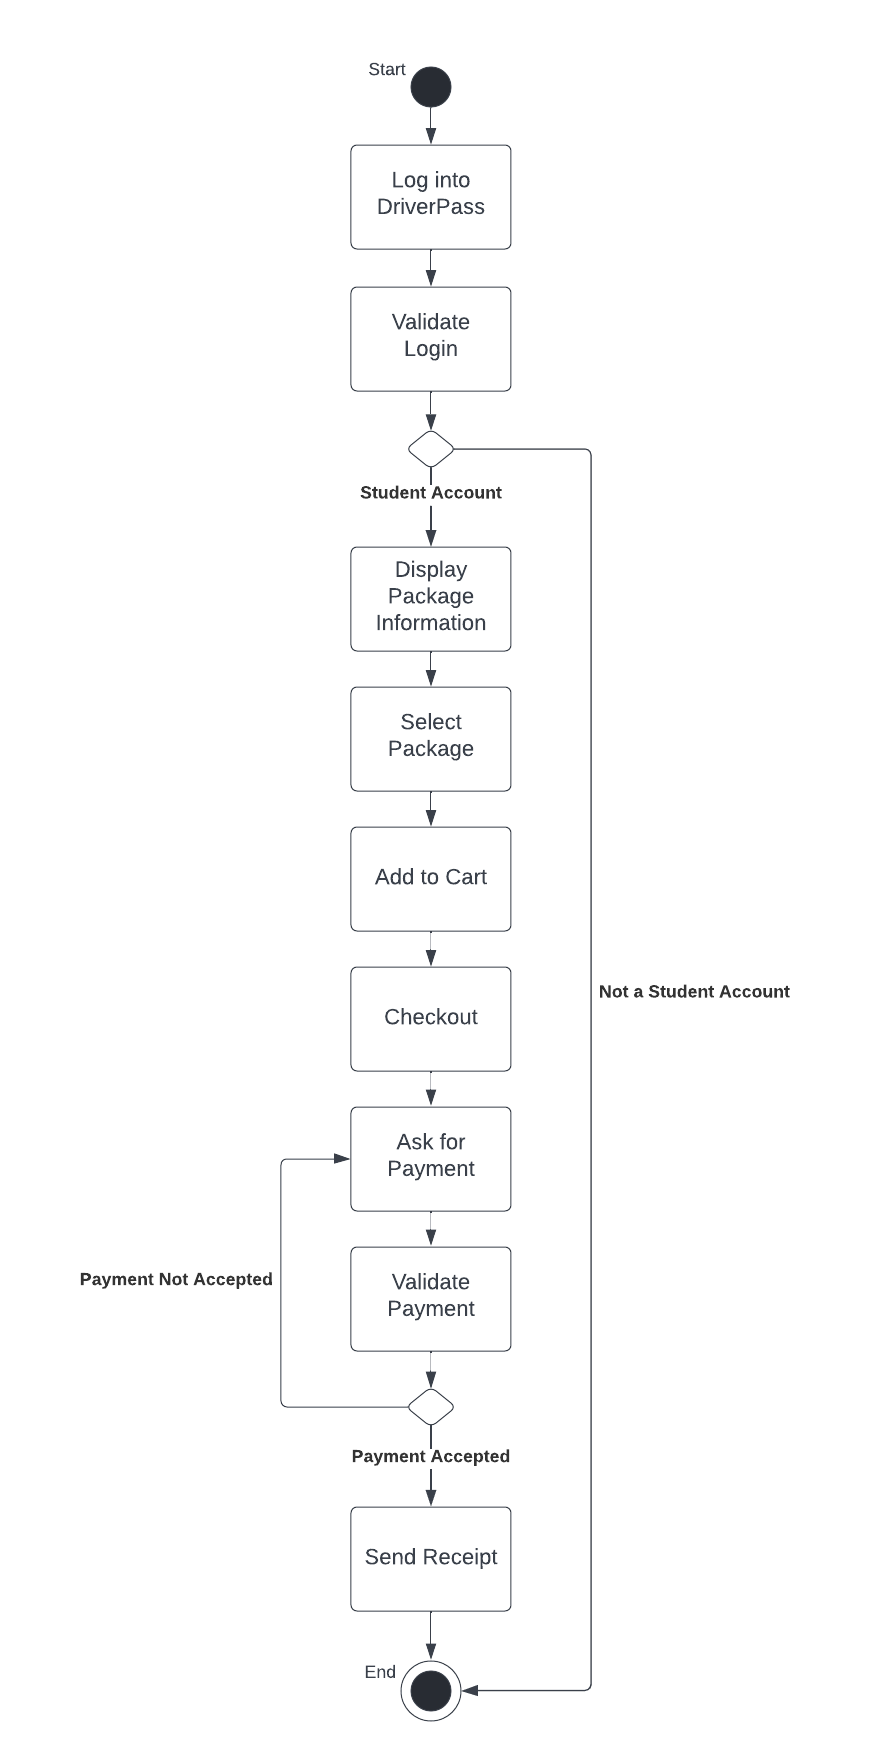 Start
Log into
DriverPass
Validate
Login
Student Account
Display
Package
Information
Select
Package
Add to Cart
Checkout
Not a Student Account
Ask for
Payment
Payment Not Accepted
Validate
Payment
Payment Accepted
Send Receipt
End